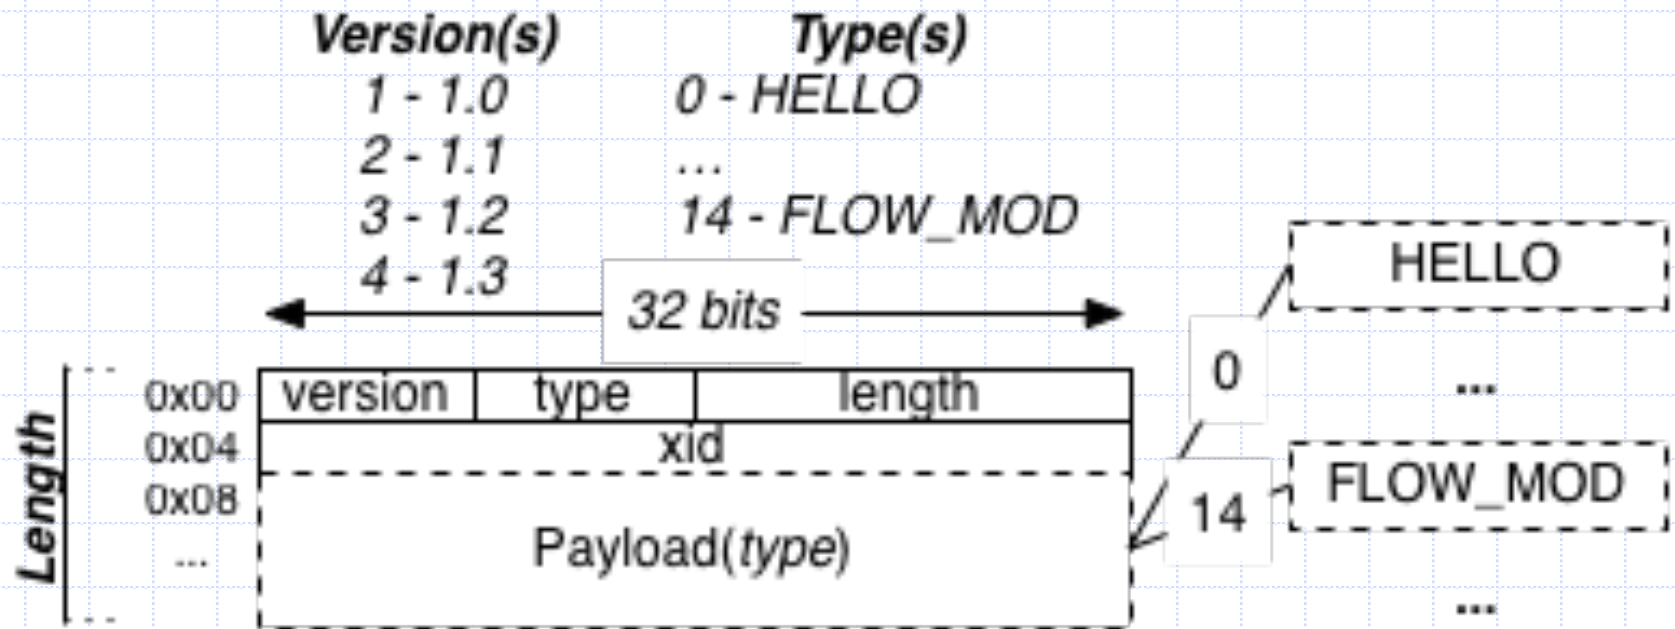 Version(s) Type(s)
1 - 1.0 0 - HELLO
2 - 1.1 ...
3 - 1.2 14 - FLOW_MOD
4 - 1.3
32 bits
HELLO
0
...
Length
0x00 version type length
0x04 xid
0x08
14
FLOW_MOD
... Payload(type)
...